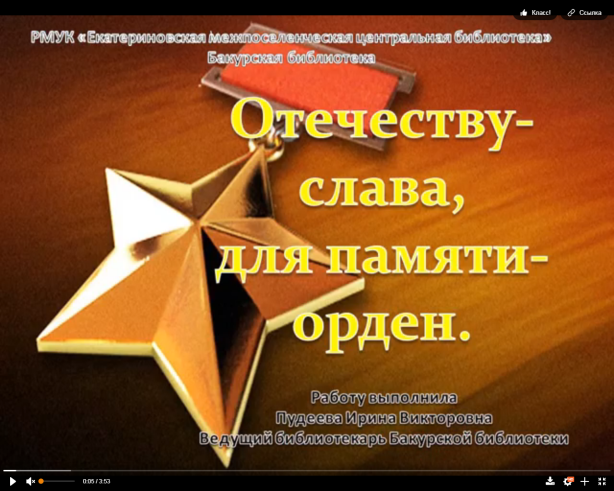 Класс!
Ссылка
РМУК «Екатериновская межпоселенческая центральная библиотека»
Бакурская библиотека
Отечеству-
слава,
для памяти-
орден.
Работу выполнила
Пудеева Ирина Викторовна
Ведущий библиотекарь Бакурской библиотеки
0:05 / 3:53